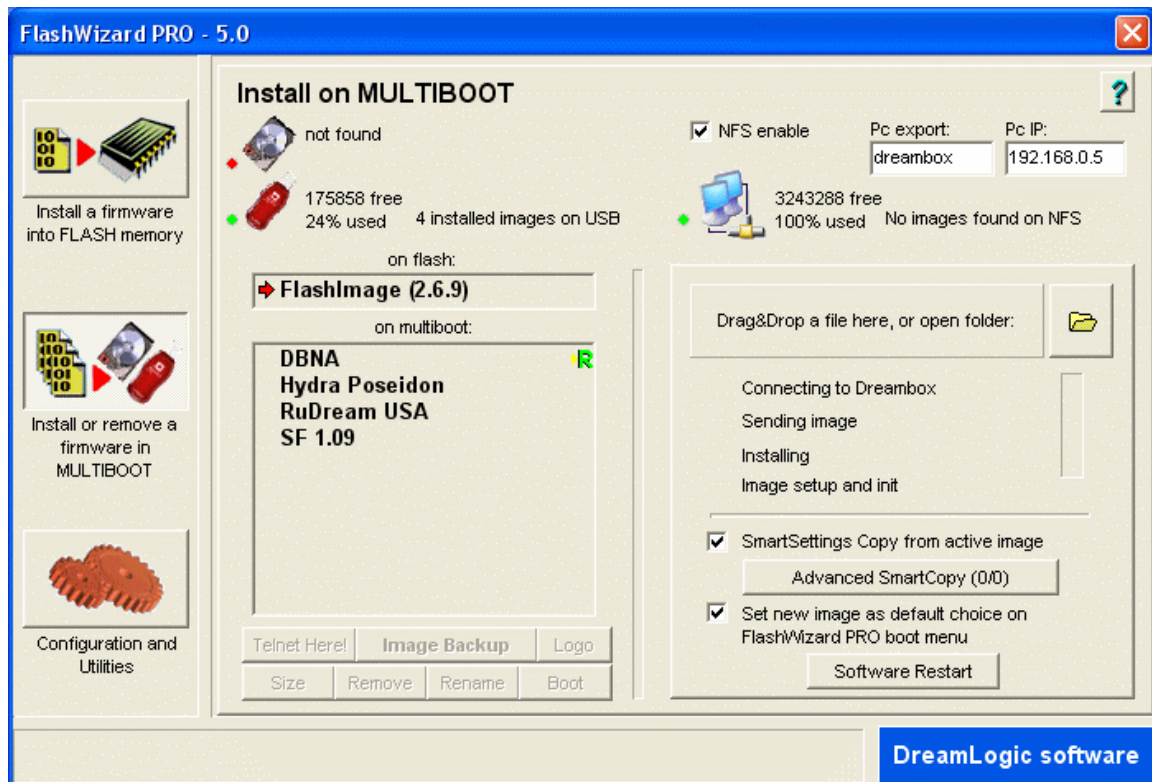 FlashWizard PRO - 5.0
Install a firmware
into FLASH memory
Install or remove a
firmware in
MULTIBOOT
Configuration and
Utilities
Install on MULTIBOOT
?
not found
175858 free
24% used
4 installed images on USB
NFS enable
Pc export:
dreambox
Pc IP:
192.168.0.5
3243288 free
100% used
No images found on NFS
on flash:
FlashImage (2.6.9)
on multiboot:
DBNA
R
Hydra Poseidon
RuDream USA
SF 1.09
Telnet Here!
Image Backup
Logo
Size
Remove
Rename
Boot
Drag&Drop a file here, or open folder:
Connecting to Dreambox
Sending image
Installing
Image setup and init
SmartSettings Copy from active image
Advanced SmartCopy (0/0)
Set new image as default choice on
FlashWizard PRO boot menu
Software Restart
DreamLogic software